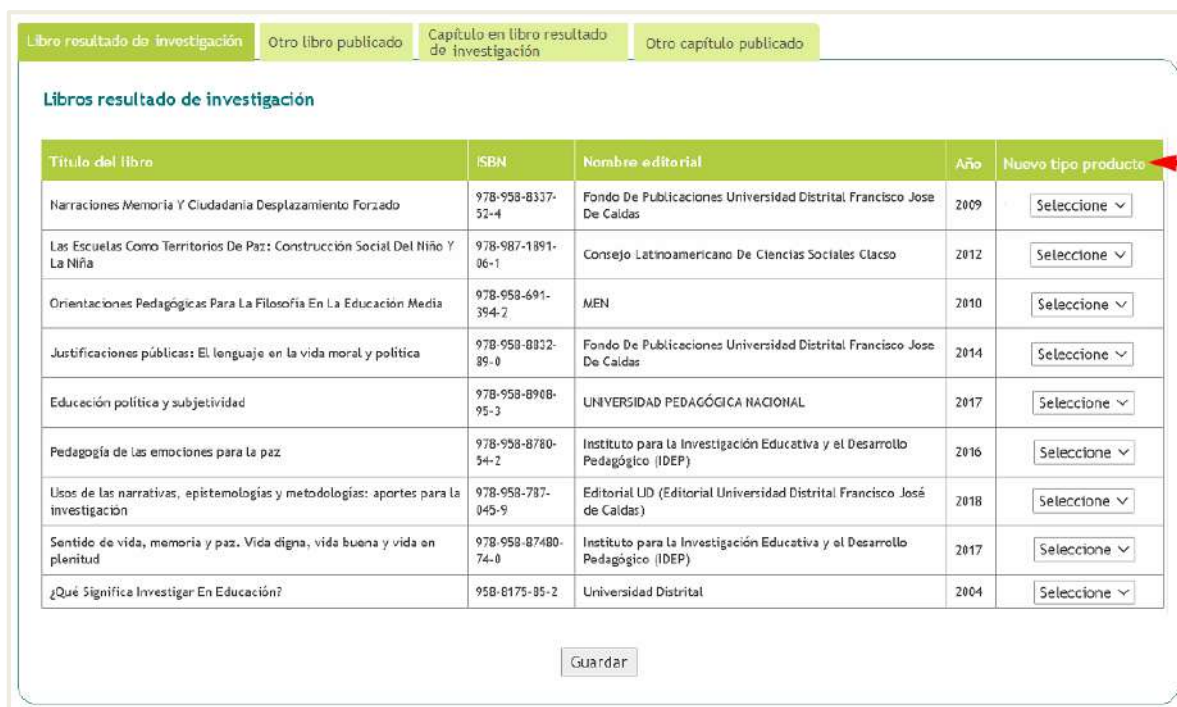 Libro resultado de investigación
Otro libro publicado
Capítulo en libro resultado
de investigación
Otro capítulo publicado
Libros resultado de investigación
Título del libro ISBN Nombre editorial Año Nuevo tipo producto
Narraciones Memoria Y Ciudadania Desplazamiento Forzado
978-958-8337-
52-4
Fondo De Publicaciones Universidad Distrital Francisco Jose
De Caldas
2009
Seleccione
Las Escuelas Como Territorios De Paz: Construcción Social Del Niño Y
La Niña
978-987-1891-
06-1
Consejo Latinoamericano De Ciencias Sociales Clacso
2012
Seleccione
Orientaciones Pedagógicas Para La Filosofía En La Educación Media
978-958-691-
394-2
MEN
2010
Seleccione
Justificaciones públicas: El lenguaje en la vida moral y política
978-958-8832-
89-0
Fondo De Publicaciones Universidad Distrital Francisco Jose
De Caldas
2014
Seleccione
Educación política y subjetividad
978-958-8908-
95-3
UNIVERSIDAD PEDAGÓGICA NACIONAL
2017
Seleccione
Pedagogía de las emociones para la paz
978-958-8780-
54-2
Instituto para la Investigación Educativa y el Desarrollo
Pedagógico (IDEP)
2016
Seleccione
Usos de las narrativas, epistemologías y metodologías: aportes para la
investigación
978-958-787-
045-9
Editorial UD (Editorial Universidad Distrital Francisco José
de Caldas)
2018
Seleccione
Sentido de vida, memoria y paz. Vida digna, vida buena y vida en
plenitud
978-958-87480-
74-0
Instituto para la Investigación Educativa y el Desarrollo
Pedagógico (IDEP)
2017
Seleccione
¿Qué Significa Investigar En Educación?
958-8175-85-2
Universidad Distrital
2004
Seleccione
Guardar